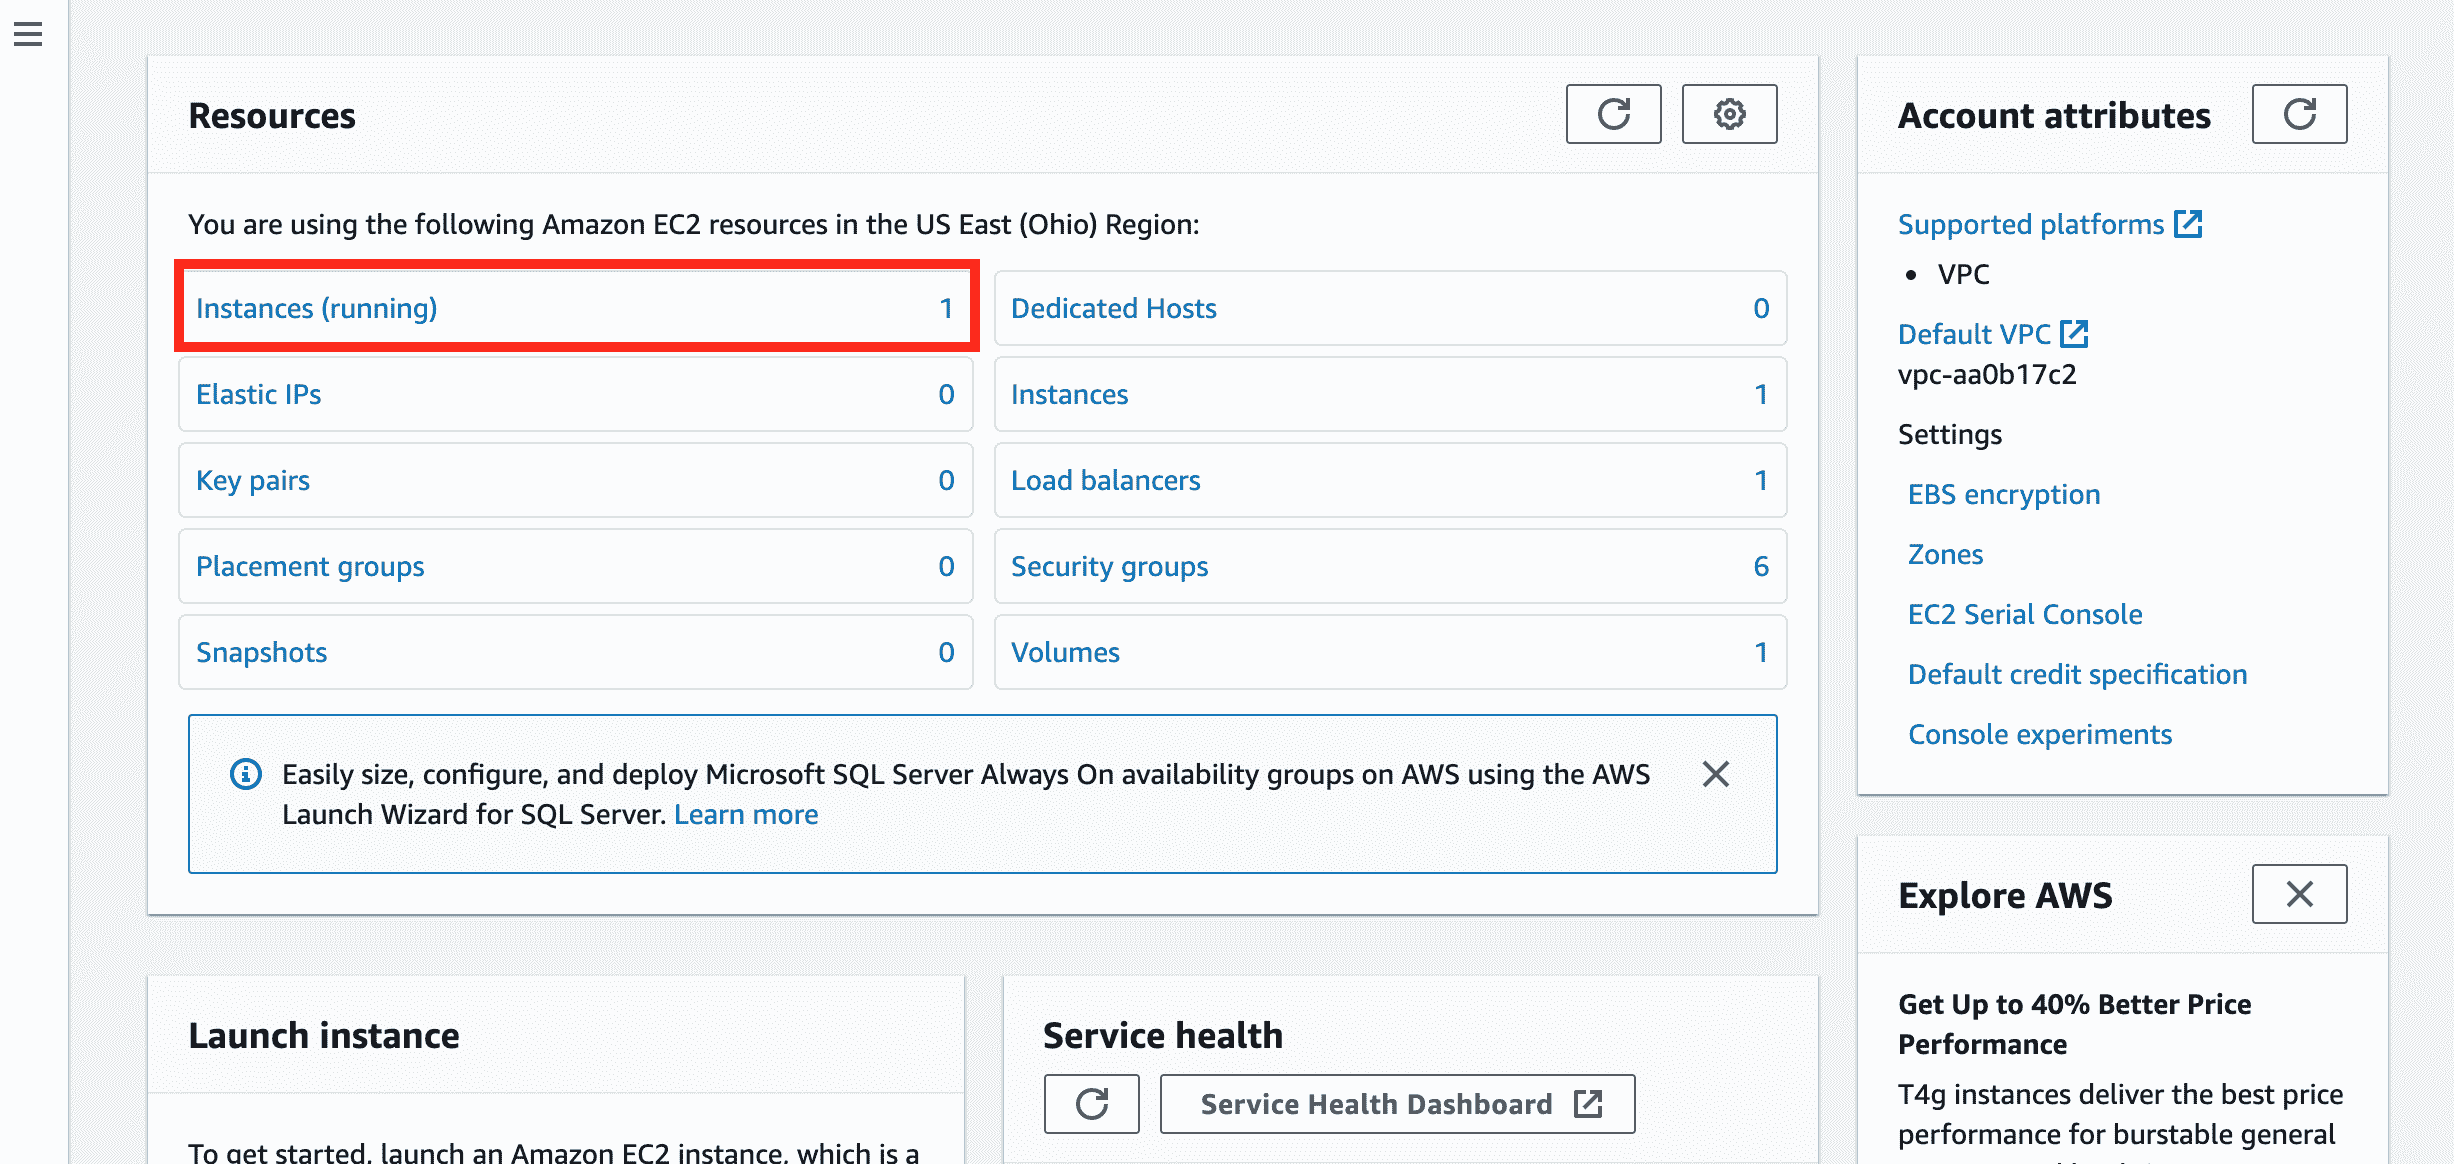 Resources
You are using the following Amazon EC2 resources in the US East (Ohio) Region:
Instances (running) 1
Dedicated Hosts 0
Elastic IPs 0
Instances 1
Key pairs 0
Load balancers 1
Placement groups 0
Security groups 6
Snapshots 0
Volumes 1
Easily size, configure, and deploy Microsoft SQL Server Always On availability groups on AWS using the AWS
Launch Wizard for SQL Server. Learn more
Launch instance
To get started, launch an Amazon EC2 instance, which is a
Service health
Service Health Dashboard
Account attributes
Supported platforms
• VPC
Default VPC
vpc-aa0b17c2
Settings
EBS encryption
Zones
EC2 Serial Console
Default credit specification
Console experiments
Explore AWS
Get Up to 40% Better Price
Performance
T4g instances deliver the best price
performance for burstable general